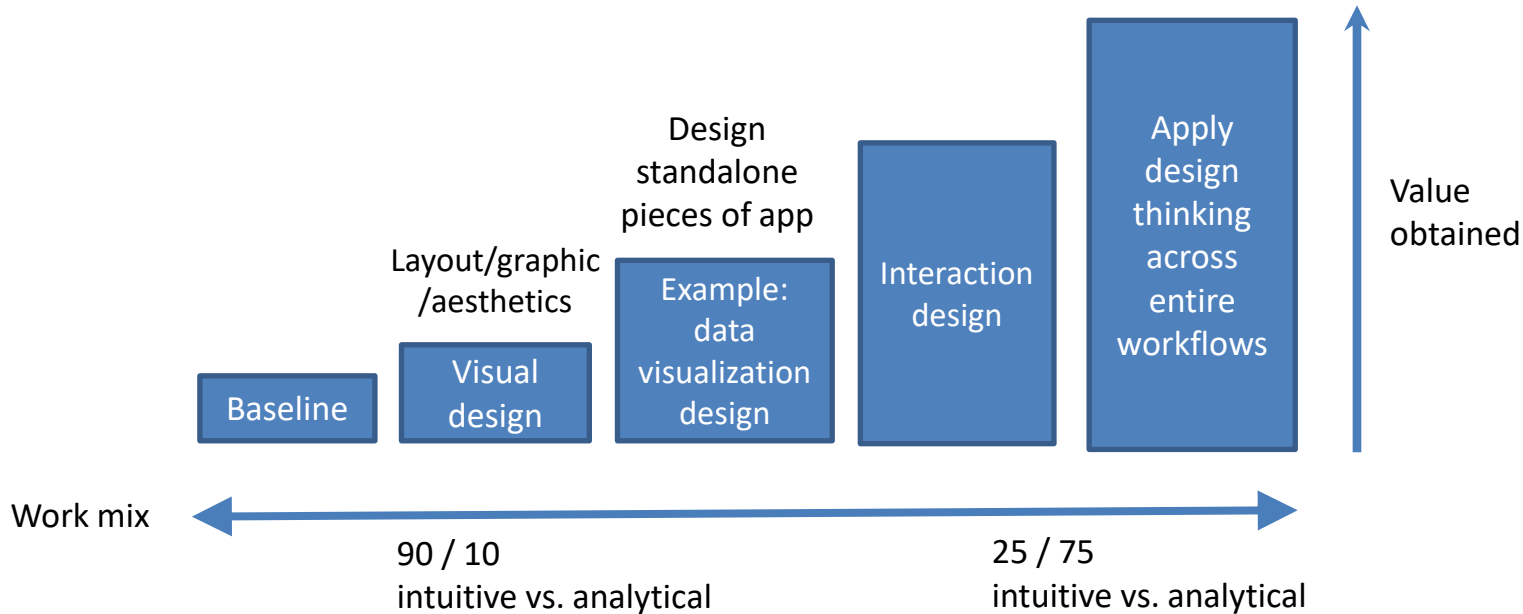 Baseline
Layout/graphic
/aesthetics
Visual
design
Design
standalone
pieces of app
Example:
data
visualization
design
Interaction
design
Apply
design
thinking
across
entire
workflows
Value
obtained
Work mix
90 / 10
intuitive vs. analytical
25 / 75
intuitive vs. analytical